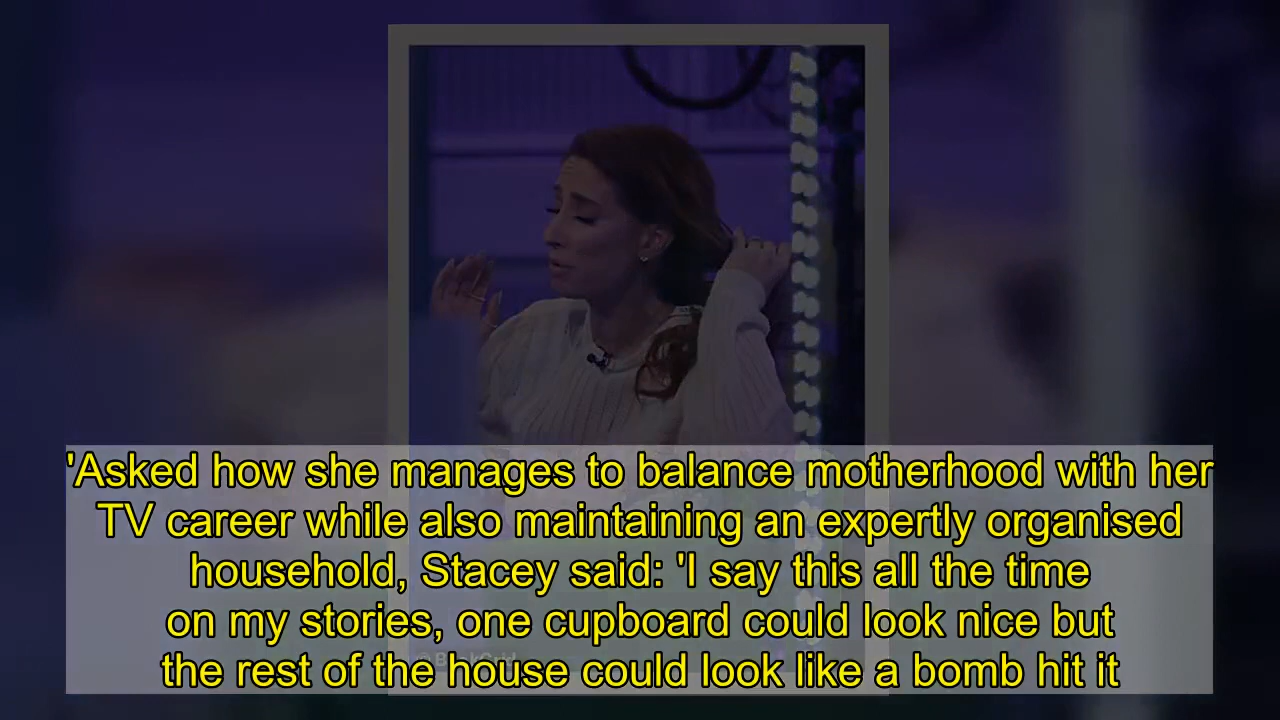 'Asked how she manages to balance motherhood with her
TV career while also maintaining an expertly organised
household, Stacey said: 'I say this all the time
on my stories, one cupboard could look nice but
the rest of the house could look like a bomb hit it